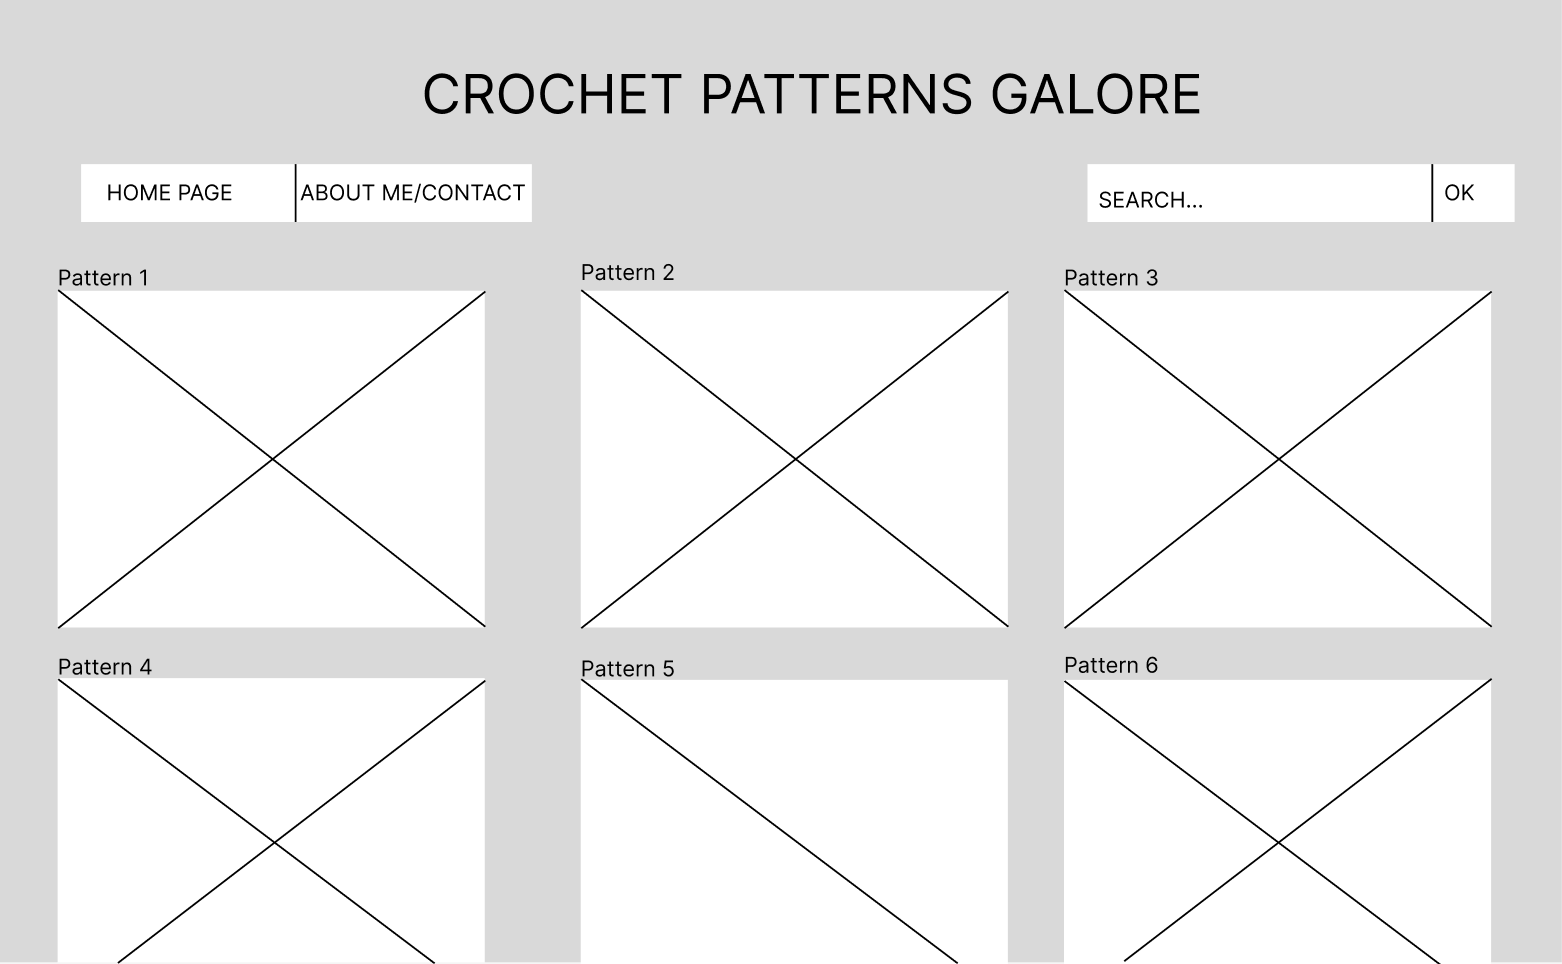 CROCHET PATTERNS GALORE
HOME PAGE
ABOUT ME/CONTACT
SEARCH...
OK
Pattern 1
Pattern 2
Pattern 3
Pattern 4
Pattern 5
Pattern 6